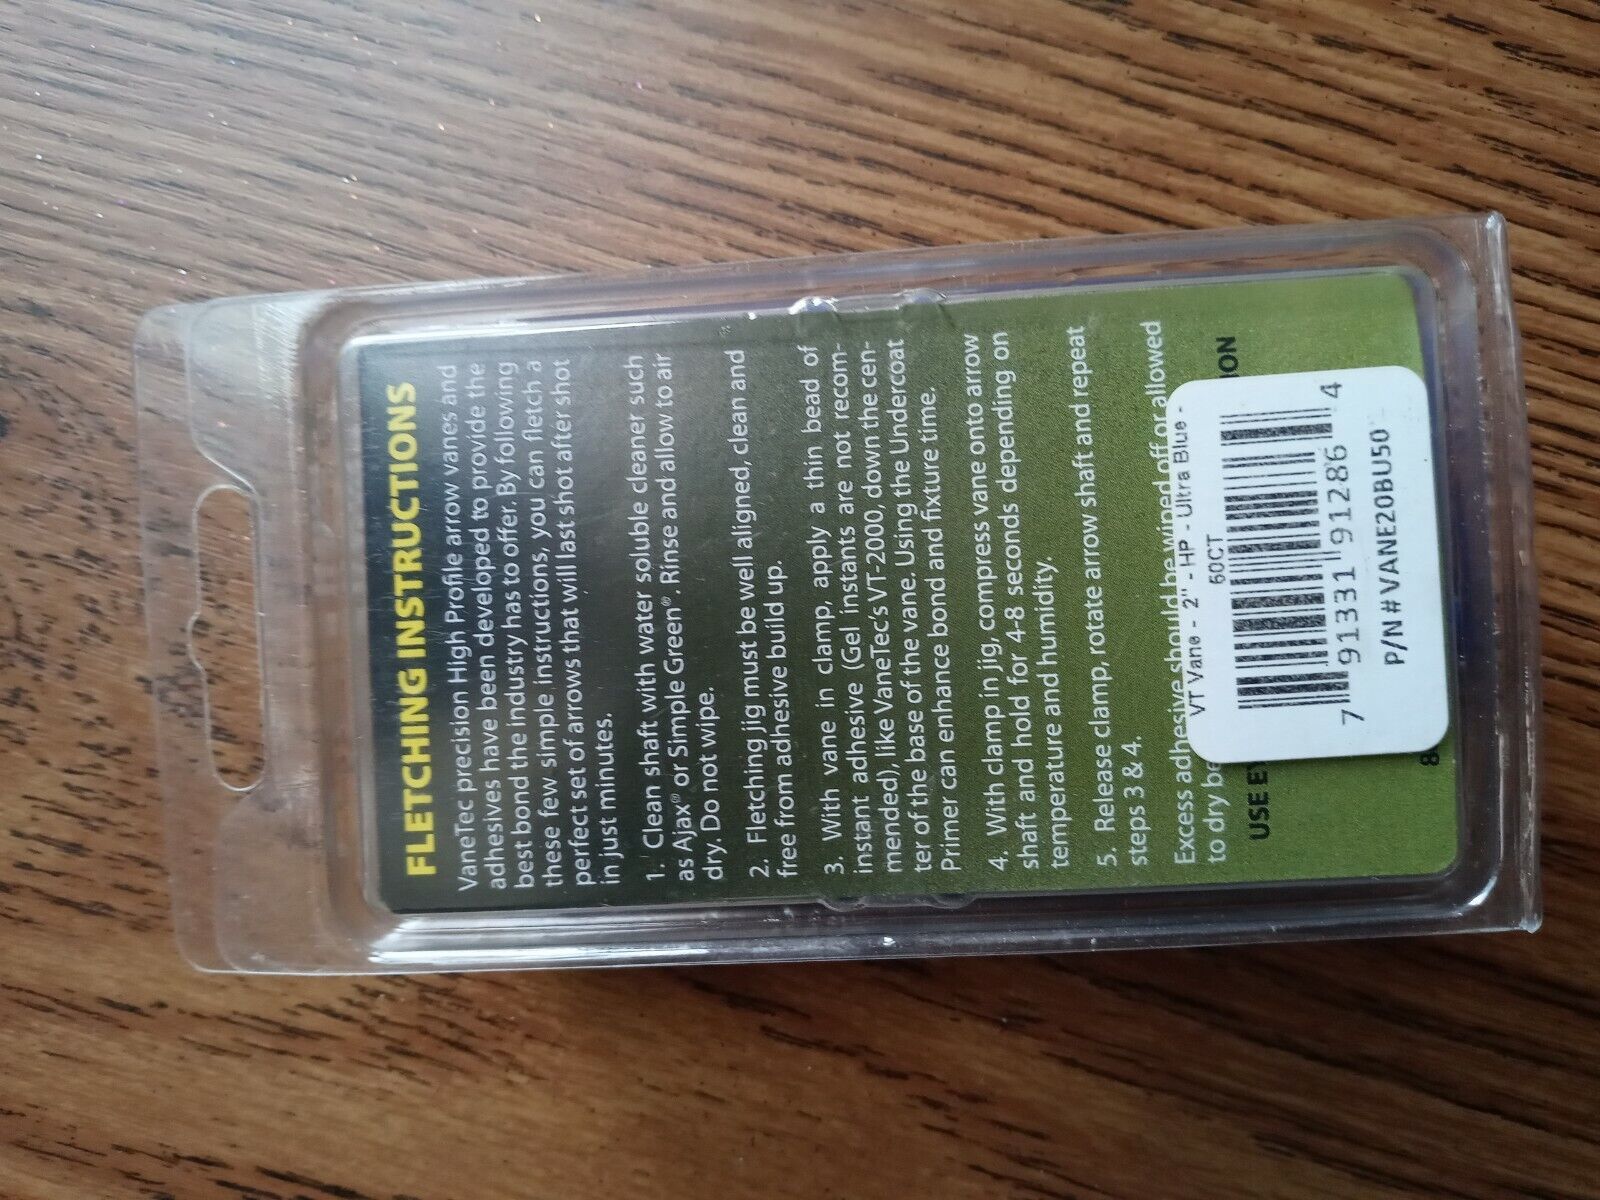 FLETCHING INSTRUCTIONS
VaneTec precision High Profile arrow vanes and
adhesives have been developed to provide the
best bond the industry has to offer. By following
these few simple instructions, you can fletch a
perfect set of arrows that will last shot after shot
in just minutes.
1. Clean shaft with water soluble cleaner such
as Ajax® or Simple Green®. Rinse and allow to air
dry. Do not wipe.
2. Fletching jig must be well aligned, clean and
free from adhesive build up.
3. With vane in clamp, apply a thin bead of
instant adhesive (Gel Instants are not recom-
mended), like VaneTec's VT-2000, down the cen-
ter of the base of the vane. Using the Undercoat
Primer can enhance bond and fixture time.
4. With clamp in jig, compress vane onto arrow
shaft and hold for 4-8 seconds depending on
temperature and humidity.
5. Release clamp, rotate arrow shaft and repeat
steps 3 & 4.
Excess adhesive should be wiped off or allowed
to dry be
USE
VT Vane - 2" - HP - Ultra Blue -
50CT
7 91331 91286 4
P/N # VANE20BU50